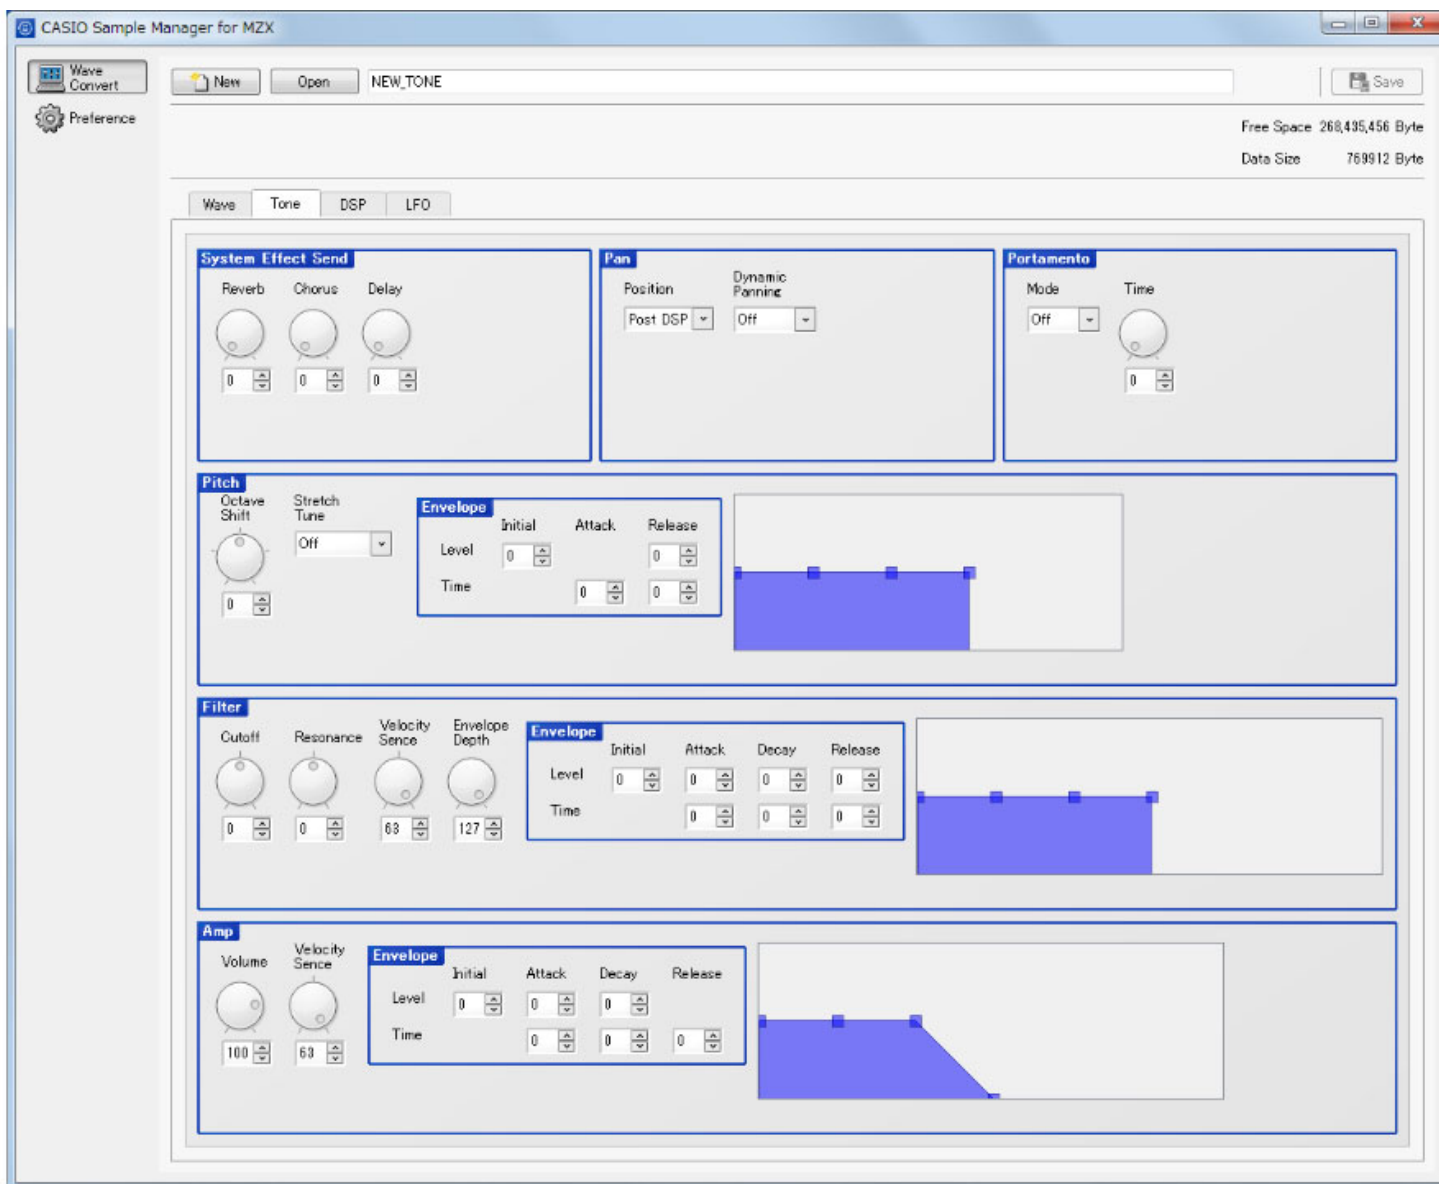 CASIO Sample Manager for MZX
Wave
Convert
Preference
New
Open
NEW_TONE
Save
Free Space 268,435,456 Byte
Data Size 769912 Byte
Wave
Tone
DSP
LFO
System Effect Send
Reverb Chorus Delay
0 0 0
Pan
Position
Dynamic
Panning
Post DSP
Off
Portamento
Mode Time
Off
0
Pitch
Octave
Shift
Stretch
Tune
Off
0
Envelope
Initial Attack Release
Level 0 0
Time 0 0
Filter
Cutoff
Resonance
Velocity
Sence
Envelope
Depth
0 0 63 127
Envelope
Initial Attack Decay Release
Level 0 0 0 0
Time 0 0 0
Amp
Volume
Velocity
Sence
100 63
Envelope
Initial Attack Decay Release
Level 0 0 0
Time 0 0 0